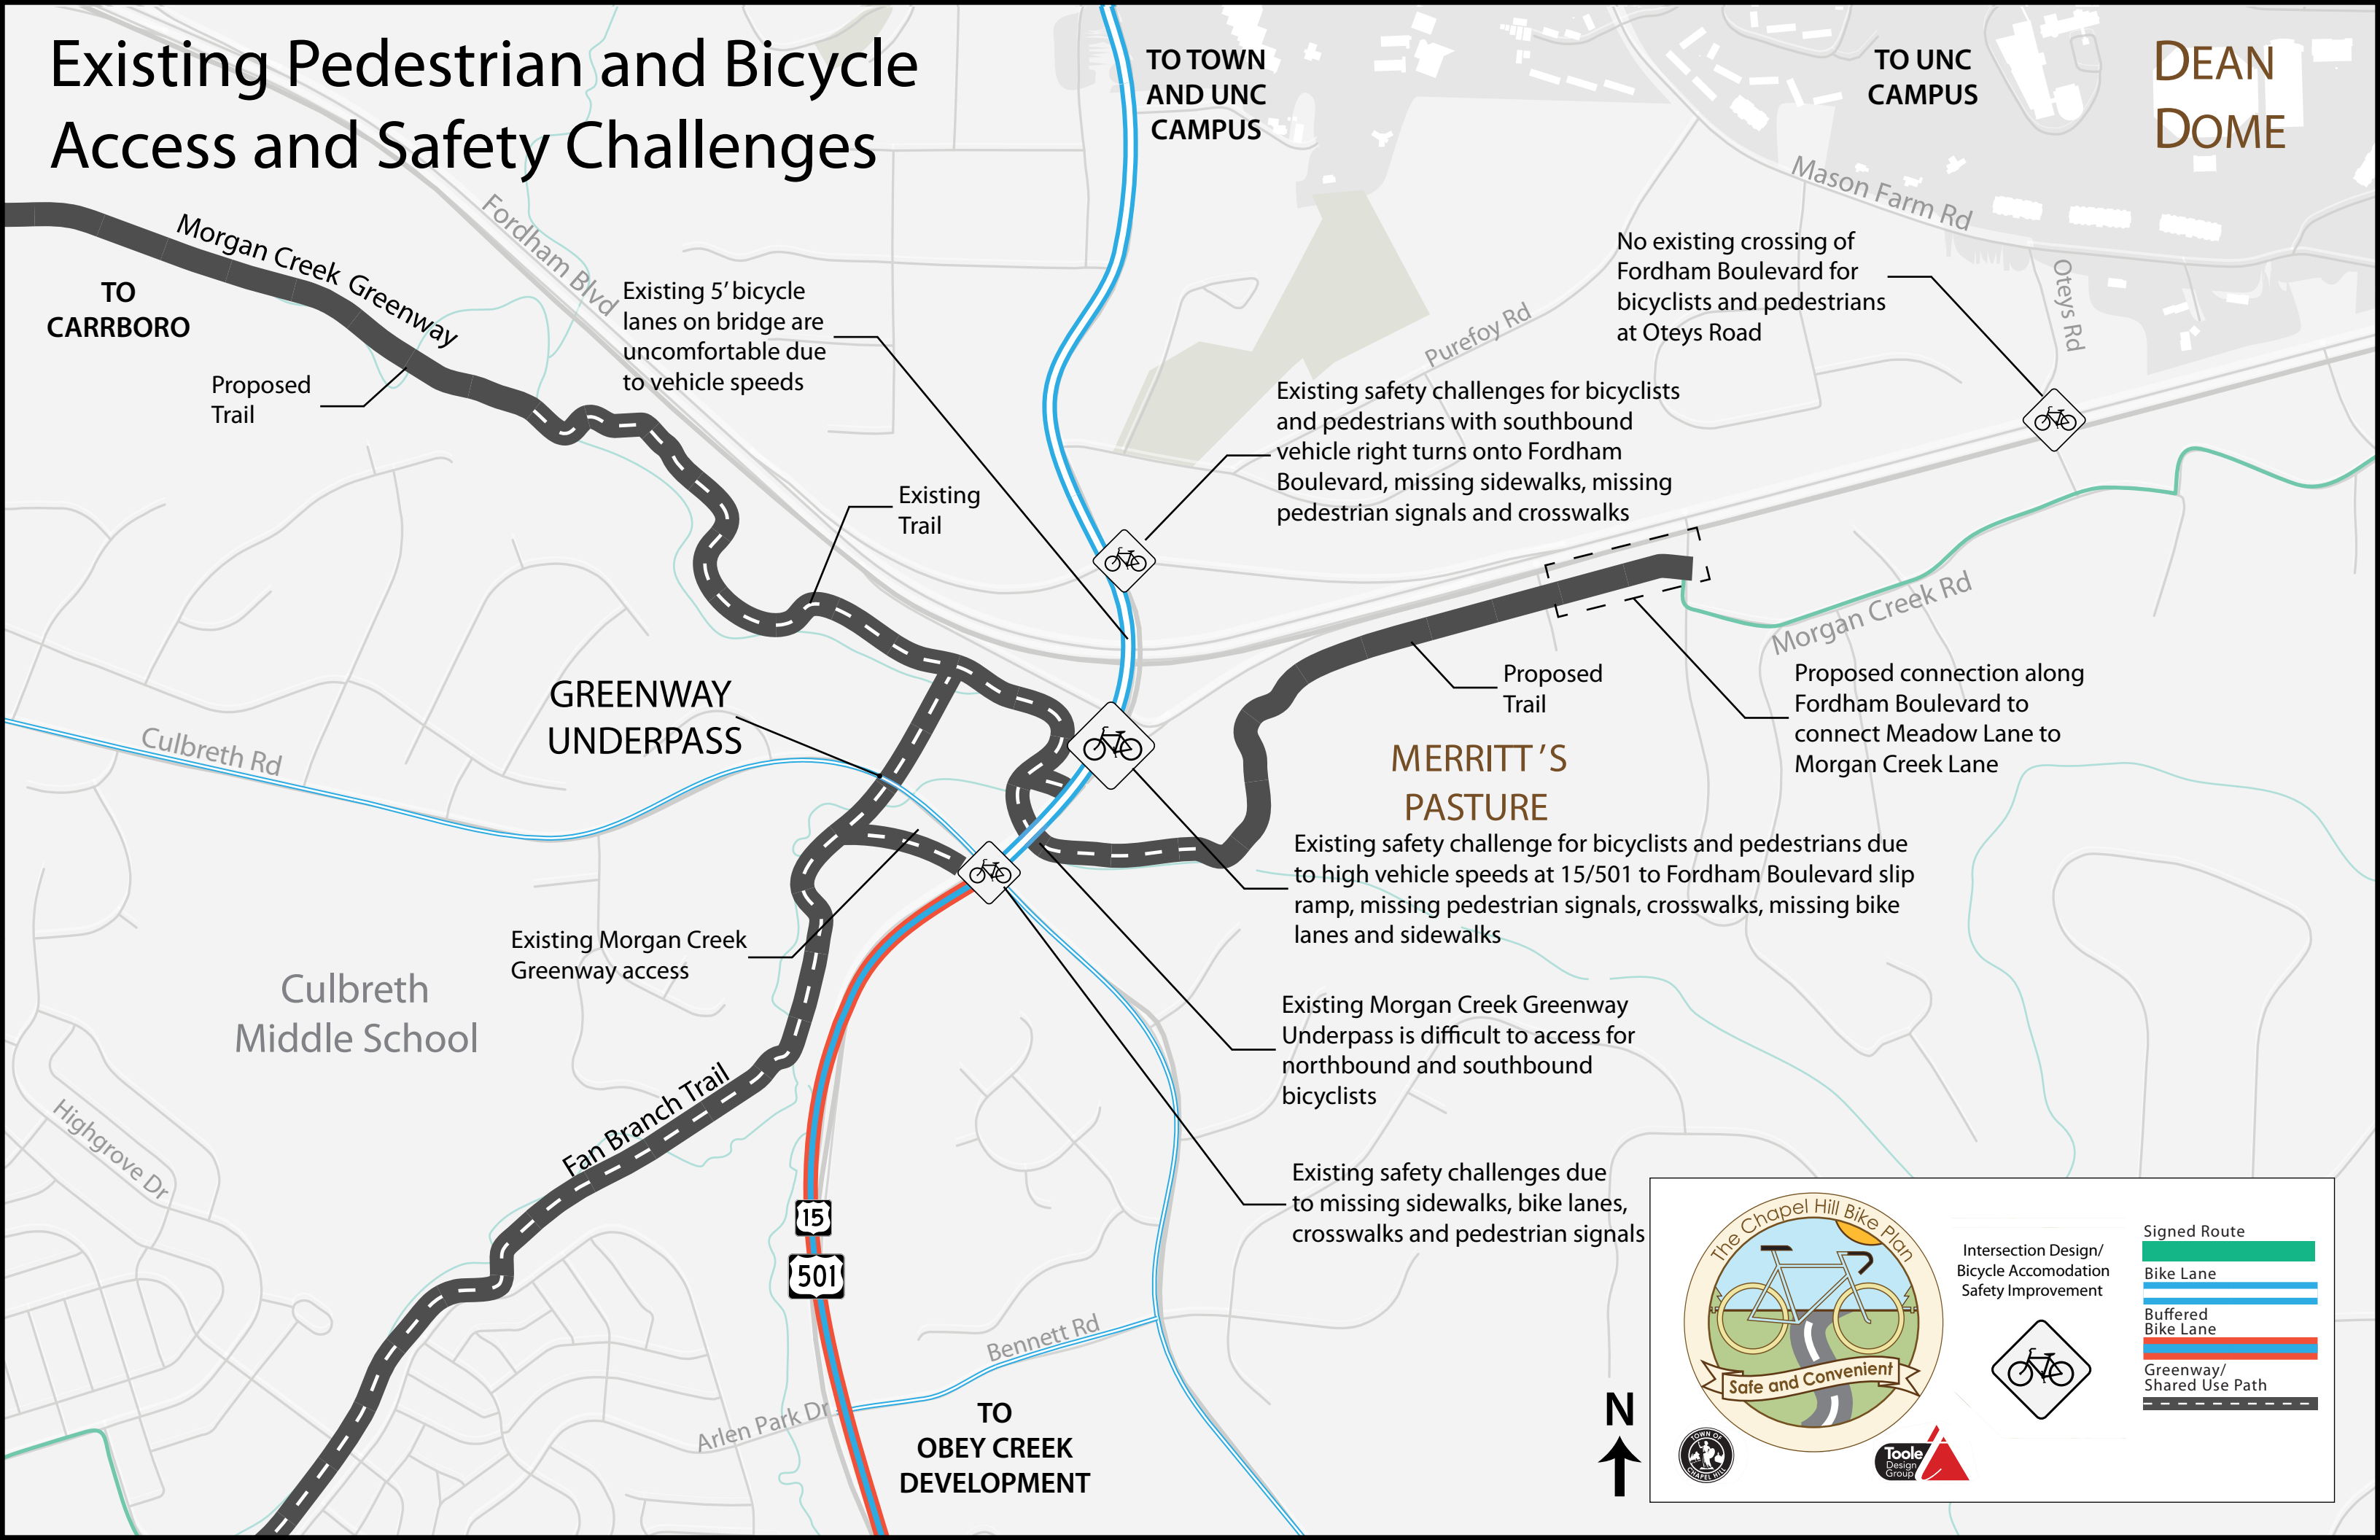 Existing Pedestrian and Bicycle
Access and Safety Challenges
TO TOWN
AND UNC
CAMPUS
TO UNC
CAMPUS
DEAN
DOME
Mason Farm Rd
Morgan Creek Greenway
Fordham Blvd
TO
CARRBORO
Proposed
Trail
Existing 5’ bicycle
lanes on bridge are
uncomfortable due
to vehicle speeds
No existing crossing of
Fordham Boulevard for
bicyclists and pedestrians
at Oteys Road
Oteys Rd
Purefoy Rd
Existing safety challenges for bicyclists
and pedestrians with southbound
vehicle right turns onto Fordham
Boulevard, missing sidewalks, missing
pedestrian signals and crosswalks
Existing
Trail
Morgan Creek Rd
GREENWAY
UNDERPASS
Proposed
Trail
Proposed connection along
Fordham Boulevard to
connect Meadow Lane to
Morgan Creek Lane
Culbreth Rd
MERRITT’S
PASTURE
Existing safety challenge for bicyclists and pedestrians due
to high vehicle speeds at 15/501 to Fordham Boulevard slip
ramp, missing pedestrian signals, crosswalks, missing bike
lanes and sidewalks
Existing Morgan Creek
Greenway access
Culbreth
Middle School
Existing Morgan Creek Greenway
Underpass is difficult to access for
northbound and southbound
bicyclists
Fan Branch Trail
Highgrove Dr
Existing safety challenges due
to missing sidewalks, bike lanes,
crosswalks and pedestrian signals
15
501
Bennett Rd
Arlen Park Dr
TO
OBEY CREEK
DEVELOPMENT
N
The Chapel Hill Bike Plan
Safe and Convenient
TOWN OF
CHAPEL HILL
Toole
Design
Group
Intersection Design/
Bicycle Accomodation
Safety Improvement
Signed Route
Bike Lane
Buffered
Bike Lane
Greenway/
Shared Use Path